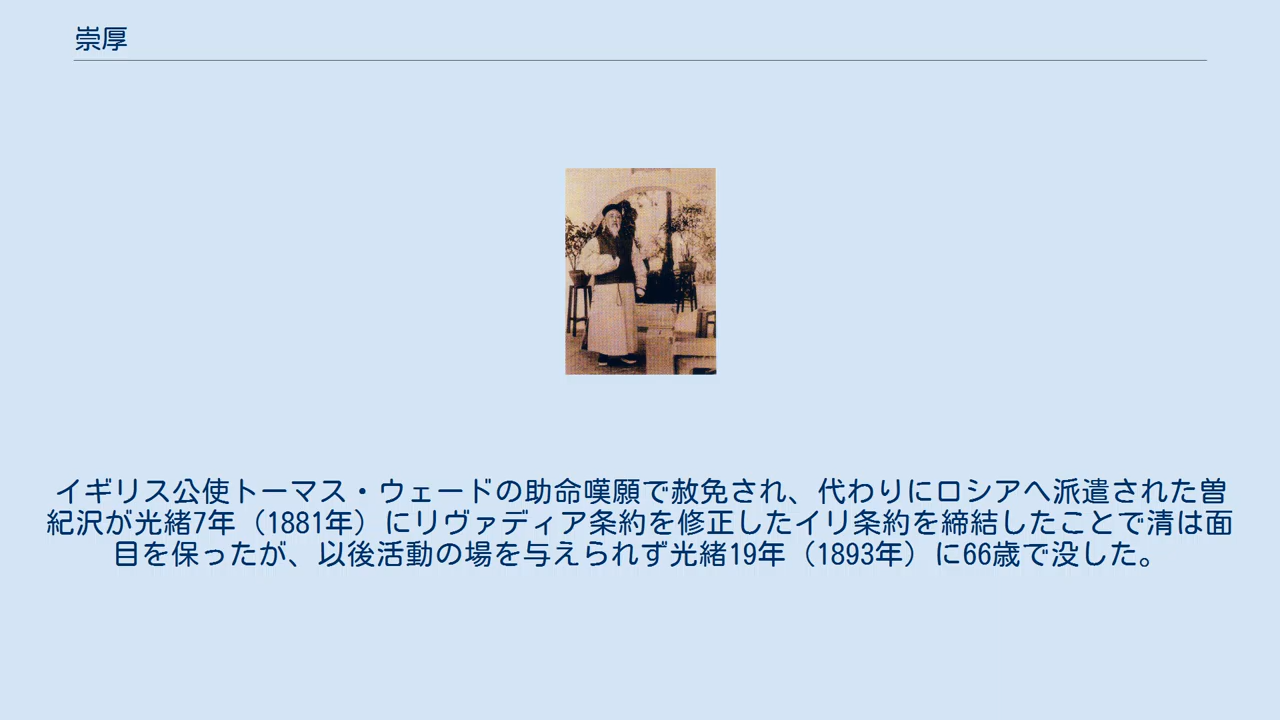 崇厚
イギリス公使トーマス・ウェードの助命嘆願で赦免され、代わりにロシアへ派遣された曽
紀沢が光緒7年（1881年）にリヴァディア条約を修正したイリ条約を締結したことで清は面
目を保ったが、以後活動の場を与えられず光緒19年（1893年）に66歳で没した。